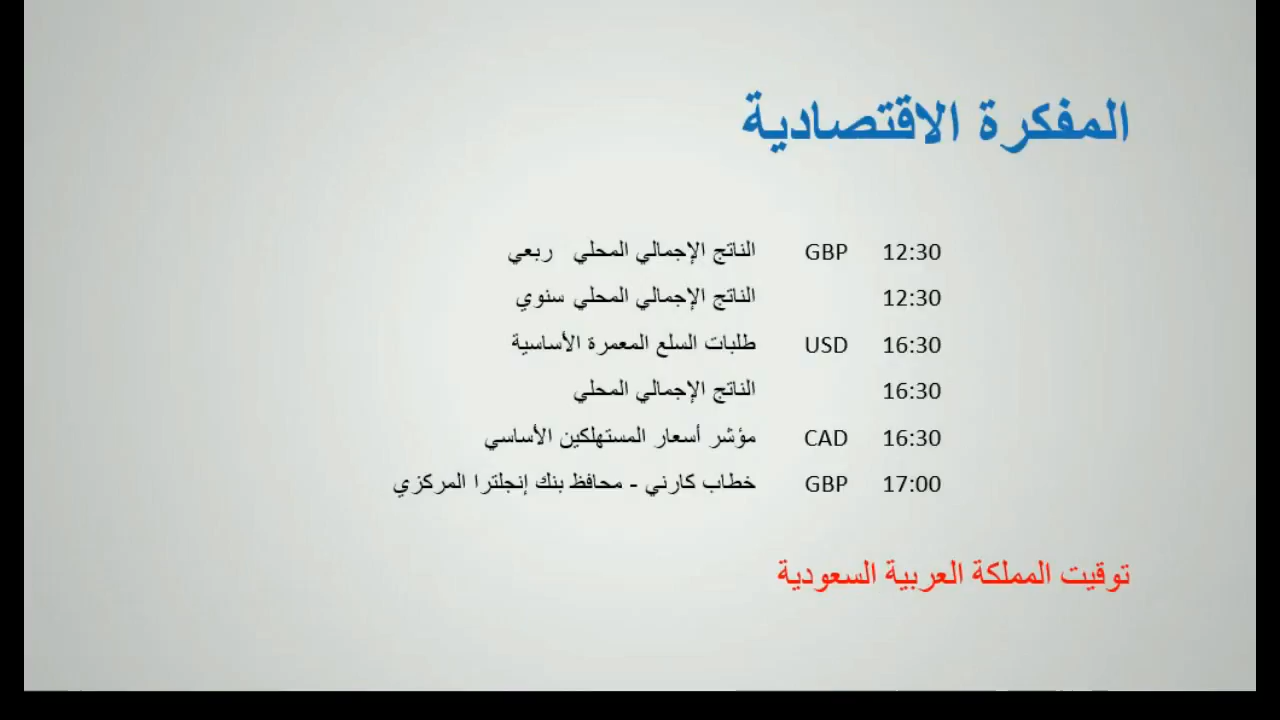 المفكرة الاقتصادية
12:30 GBP الناتج الإجمالي المحلي ربعي
12:30 الناتج الإجمالي المحلي سنوي
16:30 USD طلبات السلع المعمرة الأساسية
16:30 الناتج الإجمالي المحلي
16:30 CAD مؤشر أسعار المستهلكين الأساسي
17:00 GBP خطاب كارني - محافظ بنك إنجلترا المركزي
توقيت المملكة العربية السعودية